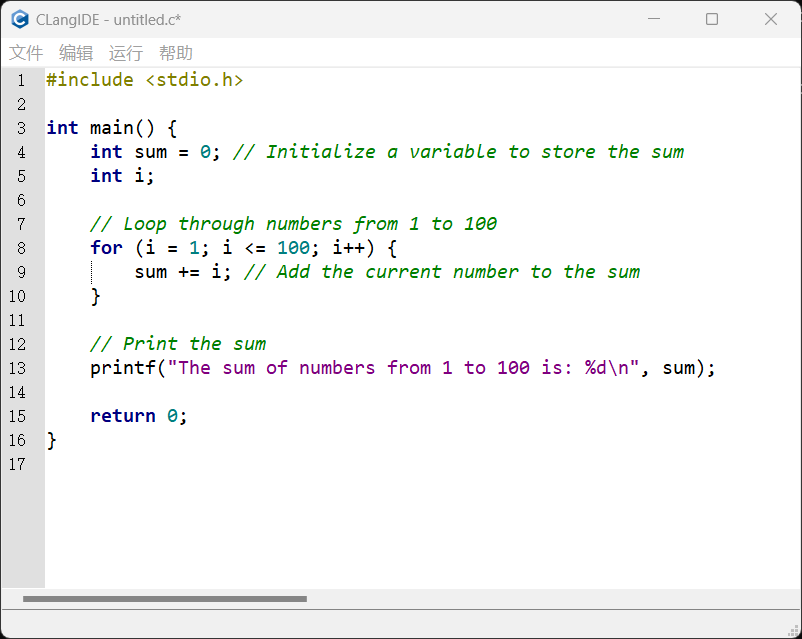 CLangIDE - untitled.c*
文件 编辑 运行 帮助
1 #include <stdio.h>
2
3 int main() {
4     int sum = 0; // Initialize a variable to store the sum
5     int i;
6
7     // Loop through numbers from 1 to 100
8     for (i = 1; i <= 100; i++) {
9         sum += i; // Add the current number to the sum
10     }
11
12     // Print the sum
13     printf("The sum of numbers from 1 to 100 is: %d\n", sum);
14
15     return 0;
16 }
17